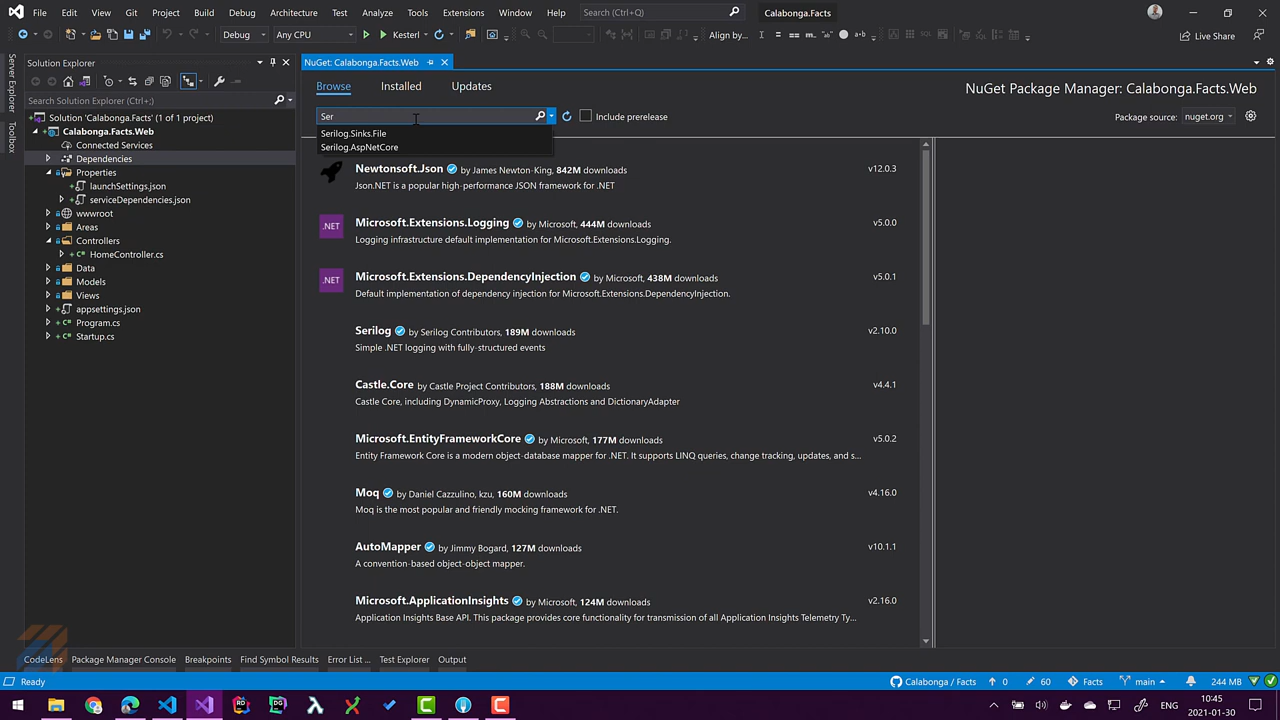 File Edit View Git Project Build Debug Architecture Test Analyze Tools Extensions Window Help Search (Ctrl+;) Calabonga.Facts
Debug Any CPU Kestrel Align by... Live Share
Server Explorer
Toolbox
Solution Explorer
Search Solution Explorer (Ctrl+;)
Solution 'Calabonga.Facts' (1 of 1 project)
Calabonga.Facts.Web
Connected Services
Dependencies
Properties
launchSettings.json
serviceDependencies.json
wwwroot
Areas
Controllers
HomeController.cs
Data
Models
Views
appsettings.json
Program.cs
Startup.cs
NuGet: Calabonga.Facts.Web
Browse Installed Updates NuGet Package Manager: Calabonga.Facts.Web
Ser Include prerelease Package source: nuget.org
Serilog.Sinks.File
Serilog.AspNetCore
Newtonsoft.Json by James Newton-King, 842M downloads v12.0.3
Json.NET is a popular high-performance JSON framework for .NET
.NET Microsoft.Extensions.Logging by Microsoft, 444M downloads v5.0.0
Logging infrastructure default implementation for Microsoft.Extensions.Logging.
.NET Microsoft.Extensions.DependencyInjection by Microsoft, 438M downloads v5.0.1
Default implementation of dependency injection for Microsoft.Extensions.DependencyInjection.
Serilog by Serilog Contributors, 189M downloads v2.10.0
Simple .NET logging with fully-structured events
Castle.Core by Castle Project Contributors, 188M downloads v4.4.1
Castle Core, including DynamicProxy, Logging Abstractions and DictionaryAdapter
Microsoft.EntityFrameworkCore by Microsoft, 177M downloads v5.0.2
Entity Framework Core is a modern object-database mapper for .NET. It supports LINQ queries, change tracking, updates, and s...
Moq by Daniel Cazzulino, kzu, 160M downloads v4.16.0
Moq is the most popular and friendly mocking framework for .NET.
AutoMapper by Jimmy Bogard, 127M downloads v10.1.1
A convention-based object-object mapper.
Microsoft.ApplicationInsights by Microsoft, 124M downloads v2.16.0
Application Insights Base API. This package provides core functionality for transmission of all Application Insights Telemetry Ty...
CodeLens Package Manager Console Breakpoints Find Symbol Results Error List ... Test Explorer Output
Ready Calabonga / Facts 0 60 Facts main 244 MB
RD DG ENG 10:45
2021-01-30